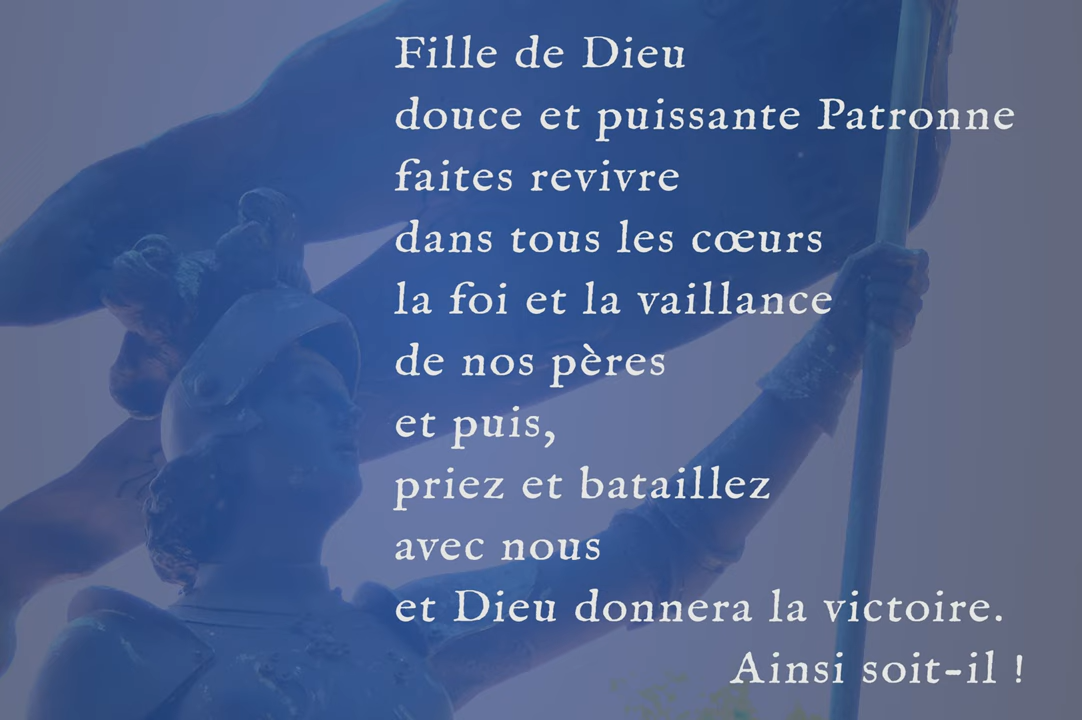 Fille de Dieu
douce et puissante Patronne
faites revivre
dans tous les cœurs
la foi et la vaillance
de nos pères
et puis,
priez et bataillez
avec nous
et Dieu donnera la victoire.
Ainsi soit-il !